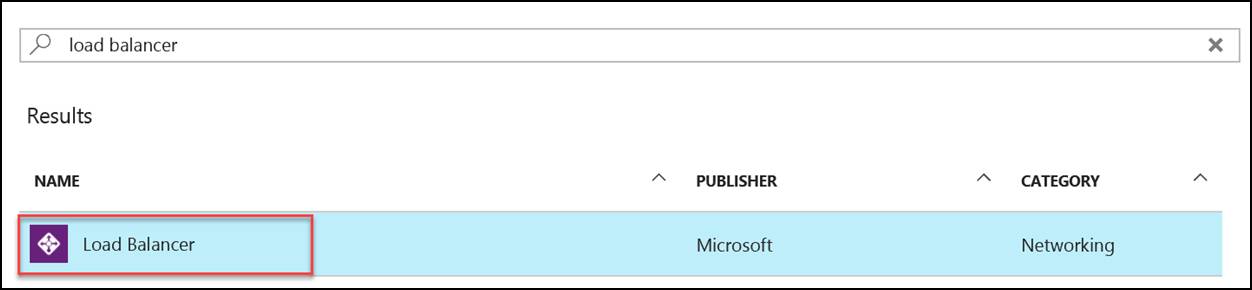 load balancer
Results
NAME PUBLISHER CATEGORY
Load Balancer Microsoft Networking